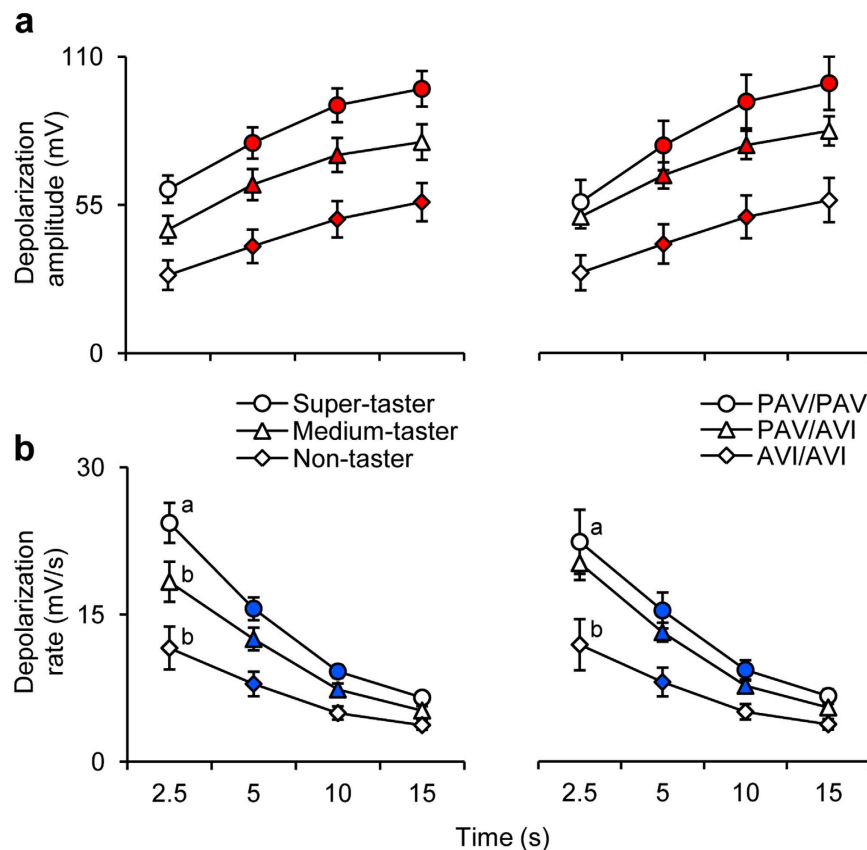 a
110
55
0
Depolarization
amplitude (mV)
Super-taster
Medium-taster
Non-taster
PAV/PAV
PAV/AVI
AVI/AVI
b
30
15
0
Depolarization
rate (mV/s)
a
b
b
a
b
2.5 5 10 15
2.5 5 10 15
Time (s)